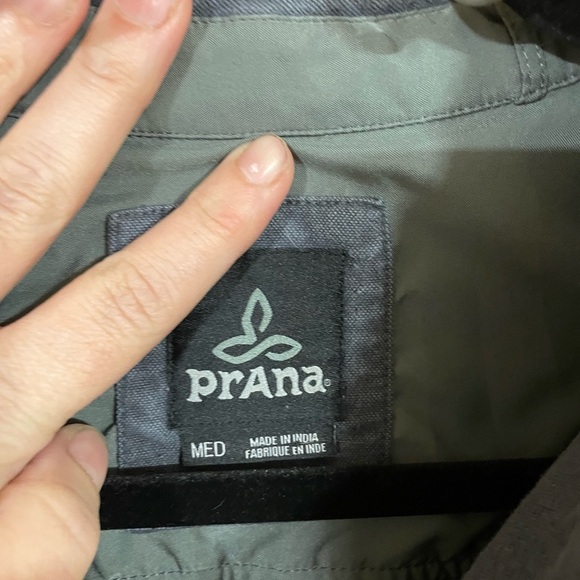 prAna®
MED
MADE IN INDIA
FABRIQUE EN INDE